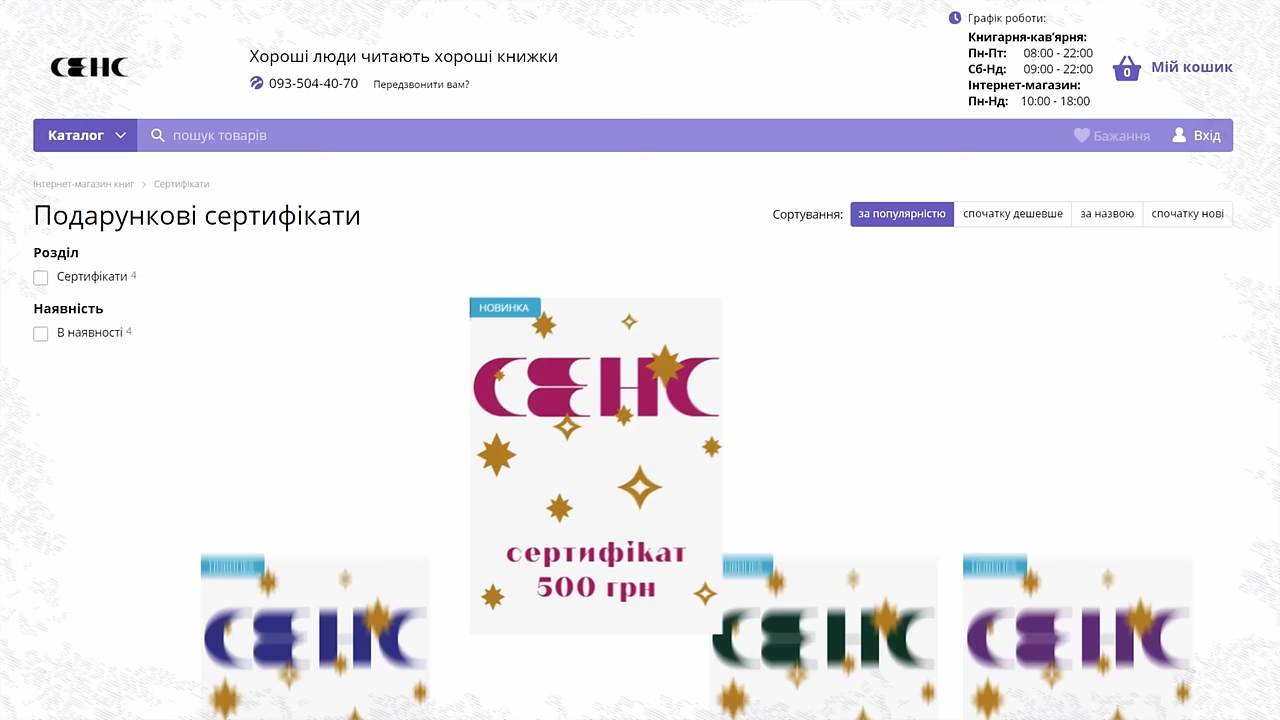 Графік роботи:
Книгарня-кав’ярня:
Пн-Пт: 08:00 - 22:00
Сб-Нд: 09:00 - 22:00
Інтернет-магазин:
Пн-Нд: 10:00 - 18:00
СЕНС
Хороші люди читають хороші книжки
093-504-40-70 Передзвонити вам?
0 Мій кошик
Каталог пошук товарів Бажання Вхід
Інтернет-магазин книг Сертифікати
Подарункові сертифікати
Сортування: за популярністю спочатку дешевше за назвою спочатку нові
Розділ
Сертифікати 4
Наявність
В наявності 4
НОВИНКА
СЕНС
сертифікат
500 грн
СЕНС СЕНС СЕНС